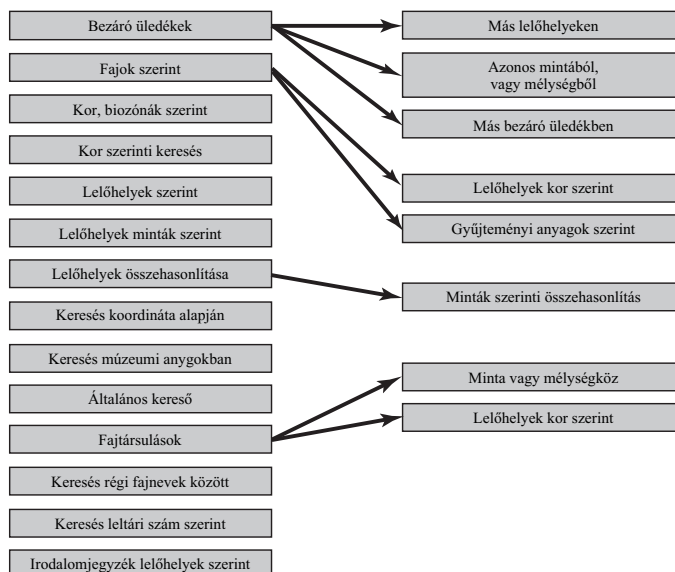 Bezáró üledékek
Fajok szerint
Kor, biozónák szerint
Kor szerinti keresés
Lelőhelyek szerint
Lelőhelyek minták szerint
Lelőhelyek összehasonlítása
Keresés koordináta alapján
Keresés múzeumi anygokban
Általános kereső
Fajtársulások
Keresés régi fajnevek között
Keresés leltári szám szerint
Irodalomjegyzék lelőhelyek szerint
Más lelőhelyeken
Azonos mintából,
vagy mélységből
Más bezáró üledékben
Lelőhelyek kor szerint
Gyűjteményi anyagok szerint
Minták szerinti összehasonlítás
Minta vagy mélységköz
Lelőhelyek kor szerint